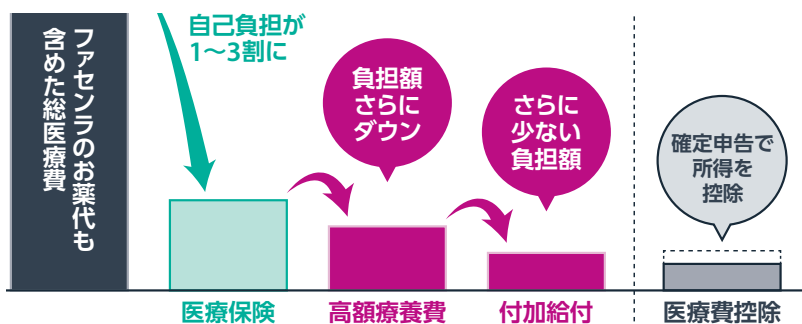 ファセンラのお薬代も
含めた総医療費
自己負担が
1〜3割に
負担額
さらに
ダウン
さらに
少ない
負担額
確定申告で
所得を
控除
医療保険
高額療養費
付加給付
医療費控除